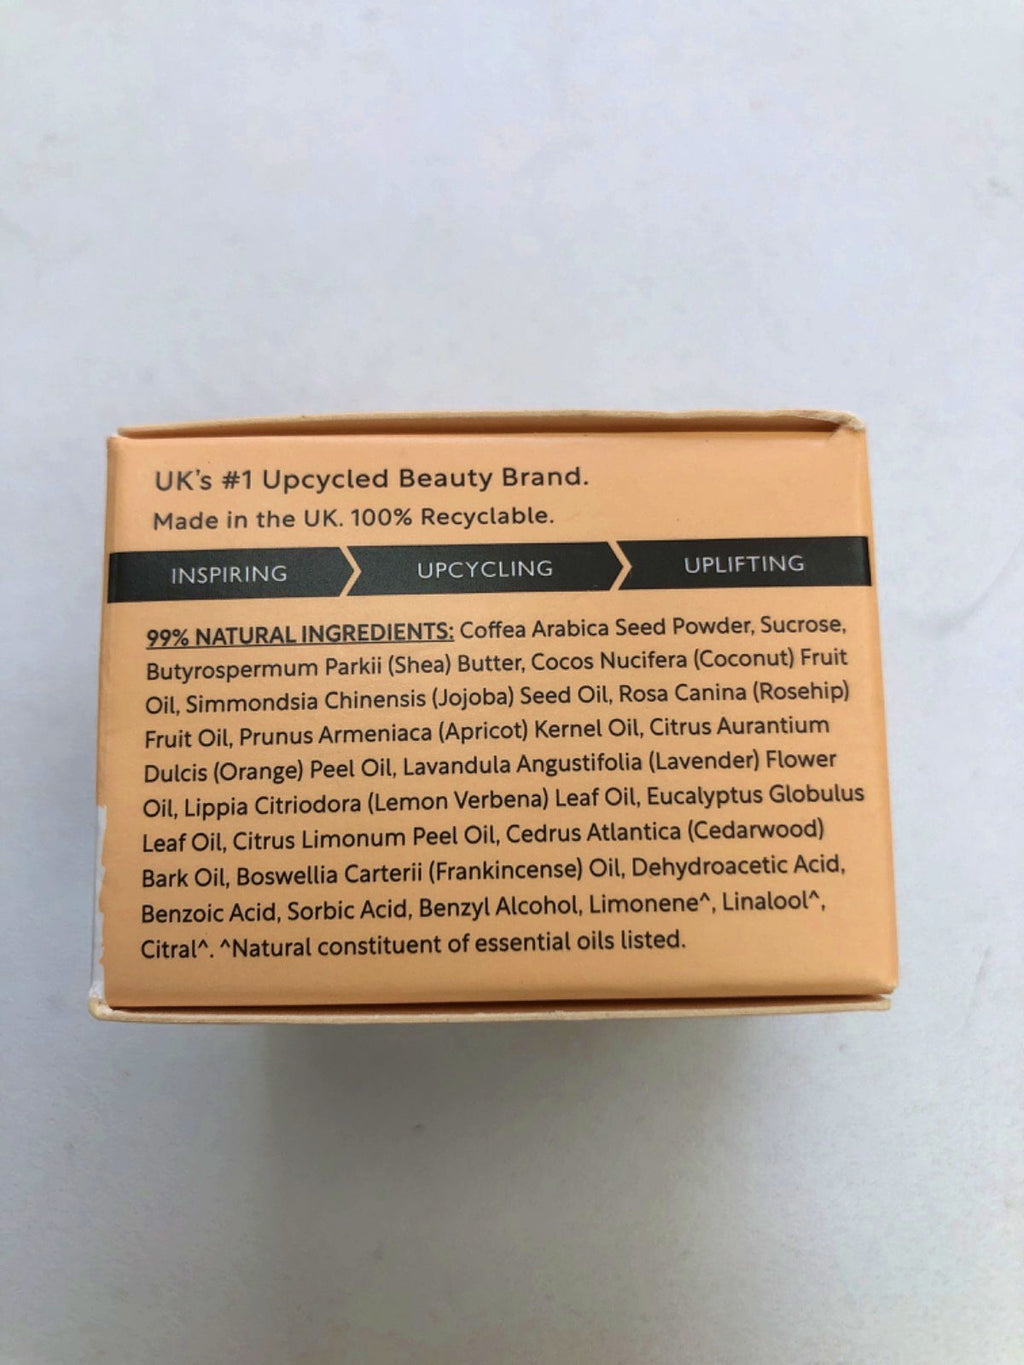 UK's #1 Upcycled Beauty Brand.
Made in the UK. 100% Recyclable.
INSPIRING UPCYCLING UPLIFTING
99% NATURAL INGREDIENTS: Coffea Arabica Seed Powder, Sucrose,
Butyrospermum Parkii (Shea) Butter, Cocos Nucifera (Coconut) Fruit
Oil, Simmondsia Chinensis (Jojoba) Seed Oil, Rosa Canina (Rosehip)
Fruit Oil, Prunus Armeniaca (Apricot) Kernel Oil, Citrus Aurantium
Dulcis (Orange) Peel Oil, Lavandula Angustifolia (Lavender) Flower
Oil, Lippia Citriodora (Lemon Verbena) Leaf Oil, Eucalyptus Globulus
Leaf Oil, Citrus Limonum Peel Oil, Cedrus Atlantica (Cedarwood)
Bark Oil, Boswellia Carterii (Frankincense) Oil, Dehydroacetic Acid,
Benzoic Acid, Sorbic Acid, Benzyl Alcohol, Limonene^, Linalool^,
Citral^. ^Natural constituent of essential oils listed.